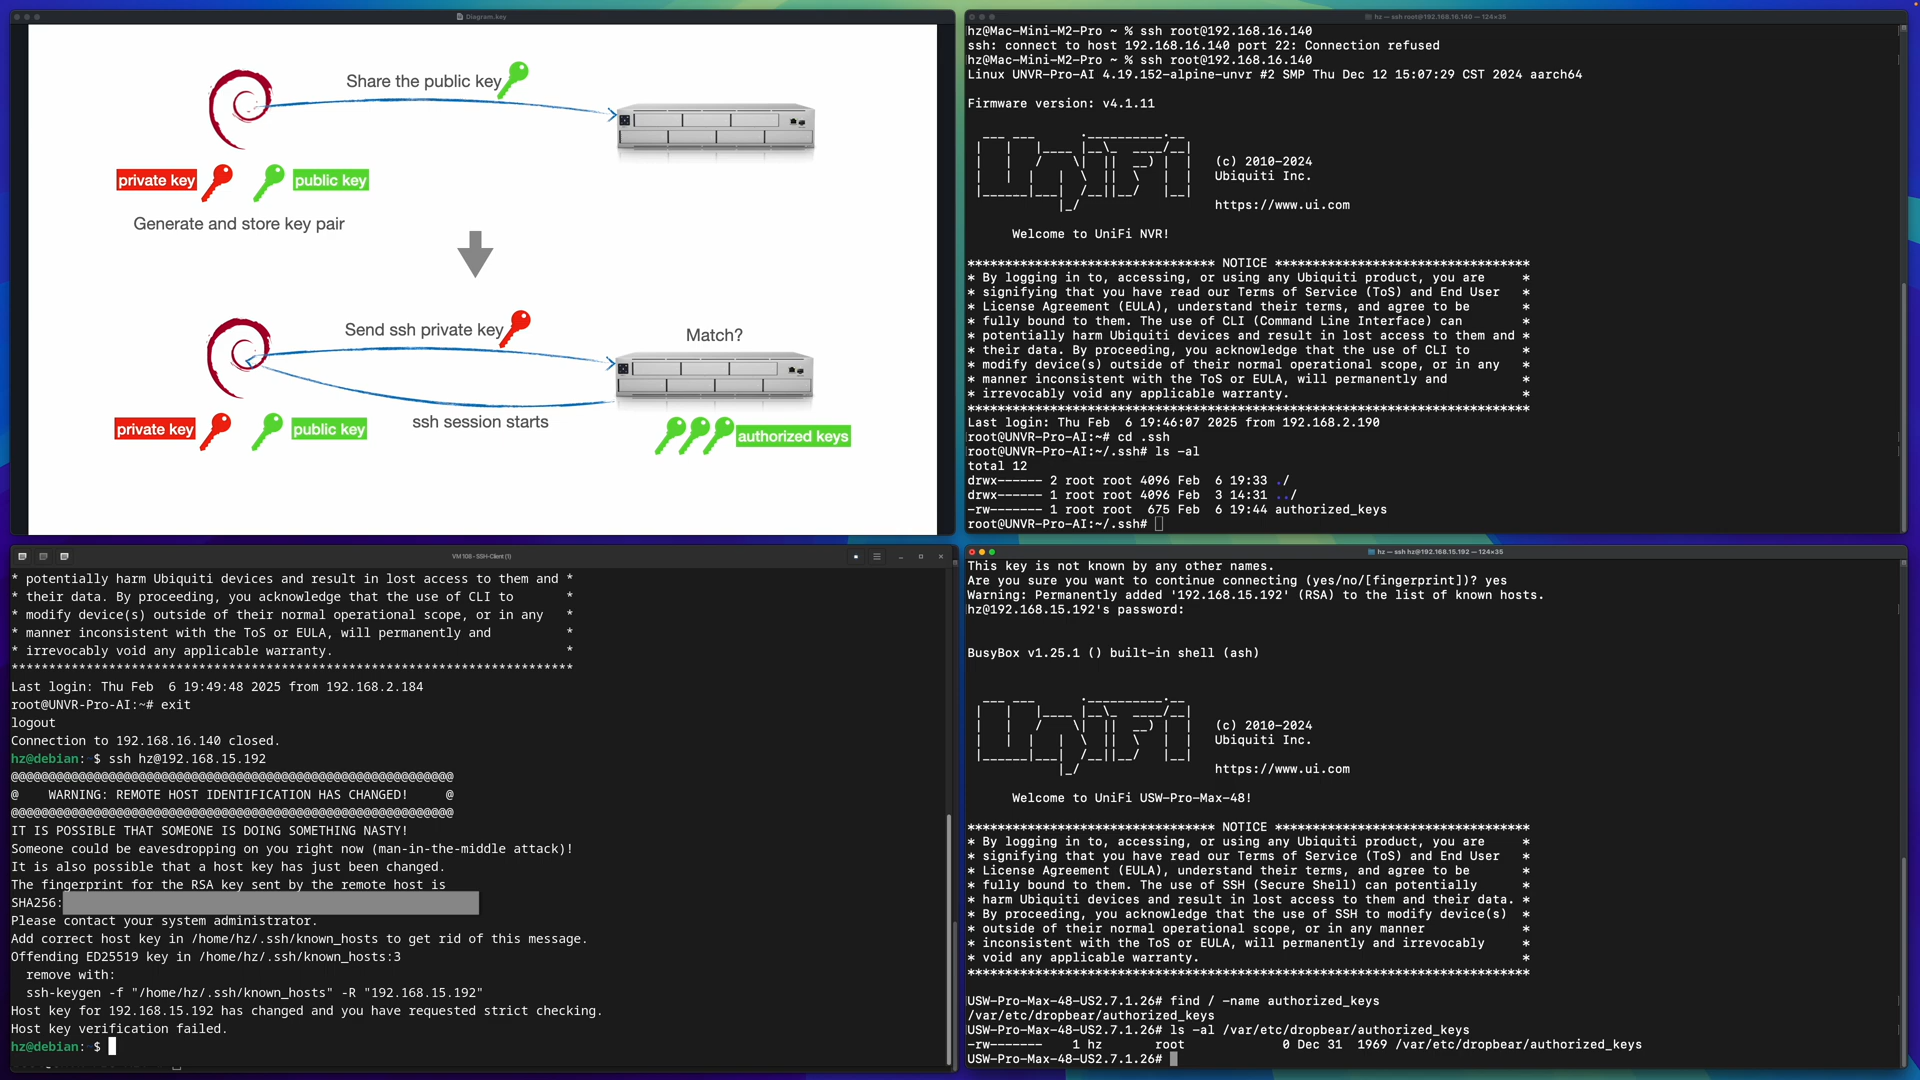 Diagram.key
Share the public key
private key
public key
Generate and store key pair
Send ssh private key
Match?
ssh session starts
private key
public key
authorized keys
hz — ssh root@192.168.16.140 — 124×35
hz@Mac-Mini-M2-Pro ~ % ssh root@192.168.16.140
ssh: connect to host 192.168.16.140 port 22: Connection refused
hz@Mac-Mini-M2-Pro ~ % ssh root@192.168.16.140
Linux UNVR-Pro-AI 4.19.152-alpine-unvr #2 SMP Thu Dec 12 15:07:29 CST 2024 aarch64
Firmware version: v4.1.11
UniFi
(c) 2010-2024
Ubiquiti Inc.
https://www.ui.com
Welcome to UniFi NVR!
********************************* NOTICE **********************************
* By logging in to, accessing, or using any Ubiquiti product, you are *
* signifying that you have read our Terms of Service (ToS) and End User *
* License Agreement (EULA), understand their terms, and agree to be *
* fully bound to them. The use of CLI (Command Line Interface) can *
* potentially harm Ubiquiti devices and result in lost access to them and *
* their data. By proceeding, you acknowledge that the use of CLI to *
* modify device(s) outside of their normal operational scope, or in any *
* manner inconsistent with the ToS or EULA, will permanently and *
* irrevocably void any applicable warranty. *
***************************************************************************
Last login: Thu Feb  6 19:46:07 2025 from 192.168.2.190
root@UNVR-Pro-AI:~# cd .ssh
root@UNVR-Pro-AI:~/.ssh# ls -al
total 12
drwx------ 2 root root 4096 Feb  6 19:33 ./
drwx------ 1 root root 4096 Feb  3 14:31 ../
-rw------- 1 root root  675 Feb  6 19:44 authorized_keys
root@UNVR-Pro-AI:~/.ssh#
VM 108 - SSH-Client (1)
* potentially harm Ubiquiti devices and result in lost access to them and *
* their data. By proceeding, you acknowledge that the use of CLI to *
* modify device(s) outside of their normal operational scope, or in any *
* manner inconsistent with the ToS or EULA, will permanently and *
* irrevocably void any applicable warranty. *
***************************************************************************
Last login: Thu Feb  6 19:49:48 2025 from 192.168.2.184
root@UNVR-Pro-AI:~# exit
logout
Connection to 192.168.16.140 closed.
hz@debian:~$ ssh hz@192.168.15.192
@@@@@@@@@@@@@@@@@@@@@@@@@@@@@@@@@@@@@@@@@@@@@@@@@@@@@@@@@@@
@    WARNING: REMOTE HOST IDENTIFICATION HAS CHANGED!     @
@@@@@@@@@@@@@@@@@@@@@@@@@@@@@@@@@@@@@@@@@@@@@@@@@@@@@@@@@@@
IT IS POSSIBLE THAT SOMEONE IS DOING SOMETHING NASTY!
Someone could be eavesdropping on you right now (man-in-the-middle attack)!
It is also possible that a host key has just been changed.
The fingerprint for the RSA key sent by the remote host is
SHA256:
Please contact your system administrator.
Add correct host key in /home/hz/.ssh/known_hosts to get rid of this message.
Offending ED25519 key in /home/hz/.ssh/known_hosts:3
remove with:
ssh-keygen -f "/home/hz/.ssh/known_hosts" -R "192.168.15.192"
Host key for 192.168.15.192 has changed and you have requested strict checking.
Host key verification failed.
hz@debian:~$
hz — ssh hz@192.168.15.192 — 124×35
This key is not known by any other names.
Are you sure you want to continue connecting (yes/no/[fingerprint])? yes
Warning: Permanently added '192.168.15.192' (RSA) to the list of known hosts.
hz@192.168.15.192's password:
BusyBox v1.25.1 () built-in shell (ash)
UniFi
(c) 2010-2024
Ubiquiti Inc.
https://www.ui.com
Welcome to UniFi USW-Pro-Max-48!
********************************* NOTICE **********************************
* By logging in to, accessing, or using any Ubiquiti product, you are *
* signifying that you have read our Terms of Service (ToS) and End User *
* License Agreement (EULA), understand their terms, and agree to be *
* fully bound to them. The use of SSH (Secure Shell) can potentially *
* harm Ubiquiti devices and result in lost access to them and their data. *
* By proceeding, you acknowledge that the use of SSH to modify device(s) *
* outside of their normal operational scope, or in any manner *
* inconsistent with the ToS or EULA, will permanently and irrevocably *
* void any applicable warranty. *
***************************************************************************
USW-Pro-Max-48-US2.7.1.26# find / -name authorized_keys
/var/etc/dropbear/authorized_keys
USW-Pro-Max-48-US2.7.1.26# ls -al /var/etc/dropbear/authorized_keys
-rw-------    1 hz       root             0 Dec 31  1969 /var/etc/dropbear/authorized_keys
USW-Pro-Max-48-US2.7.1.26#